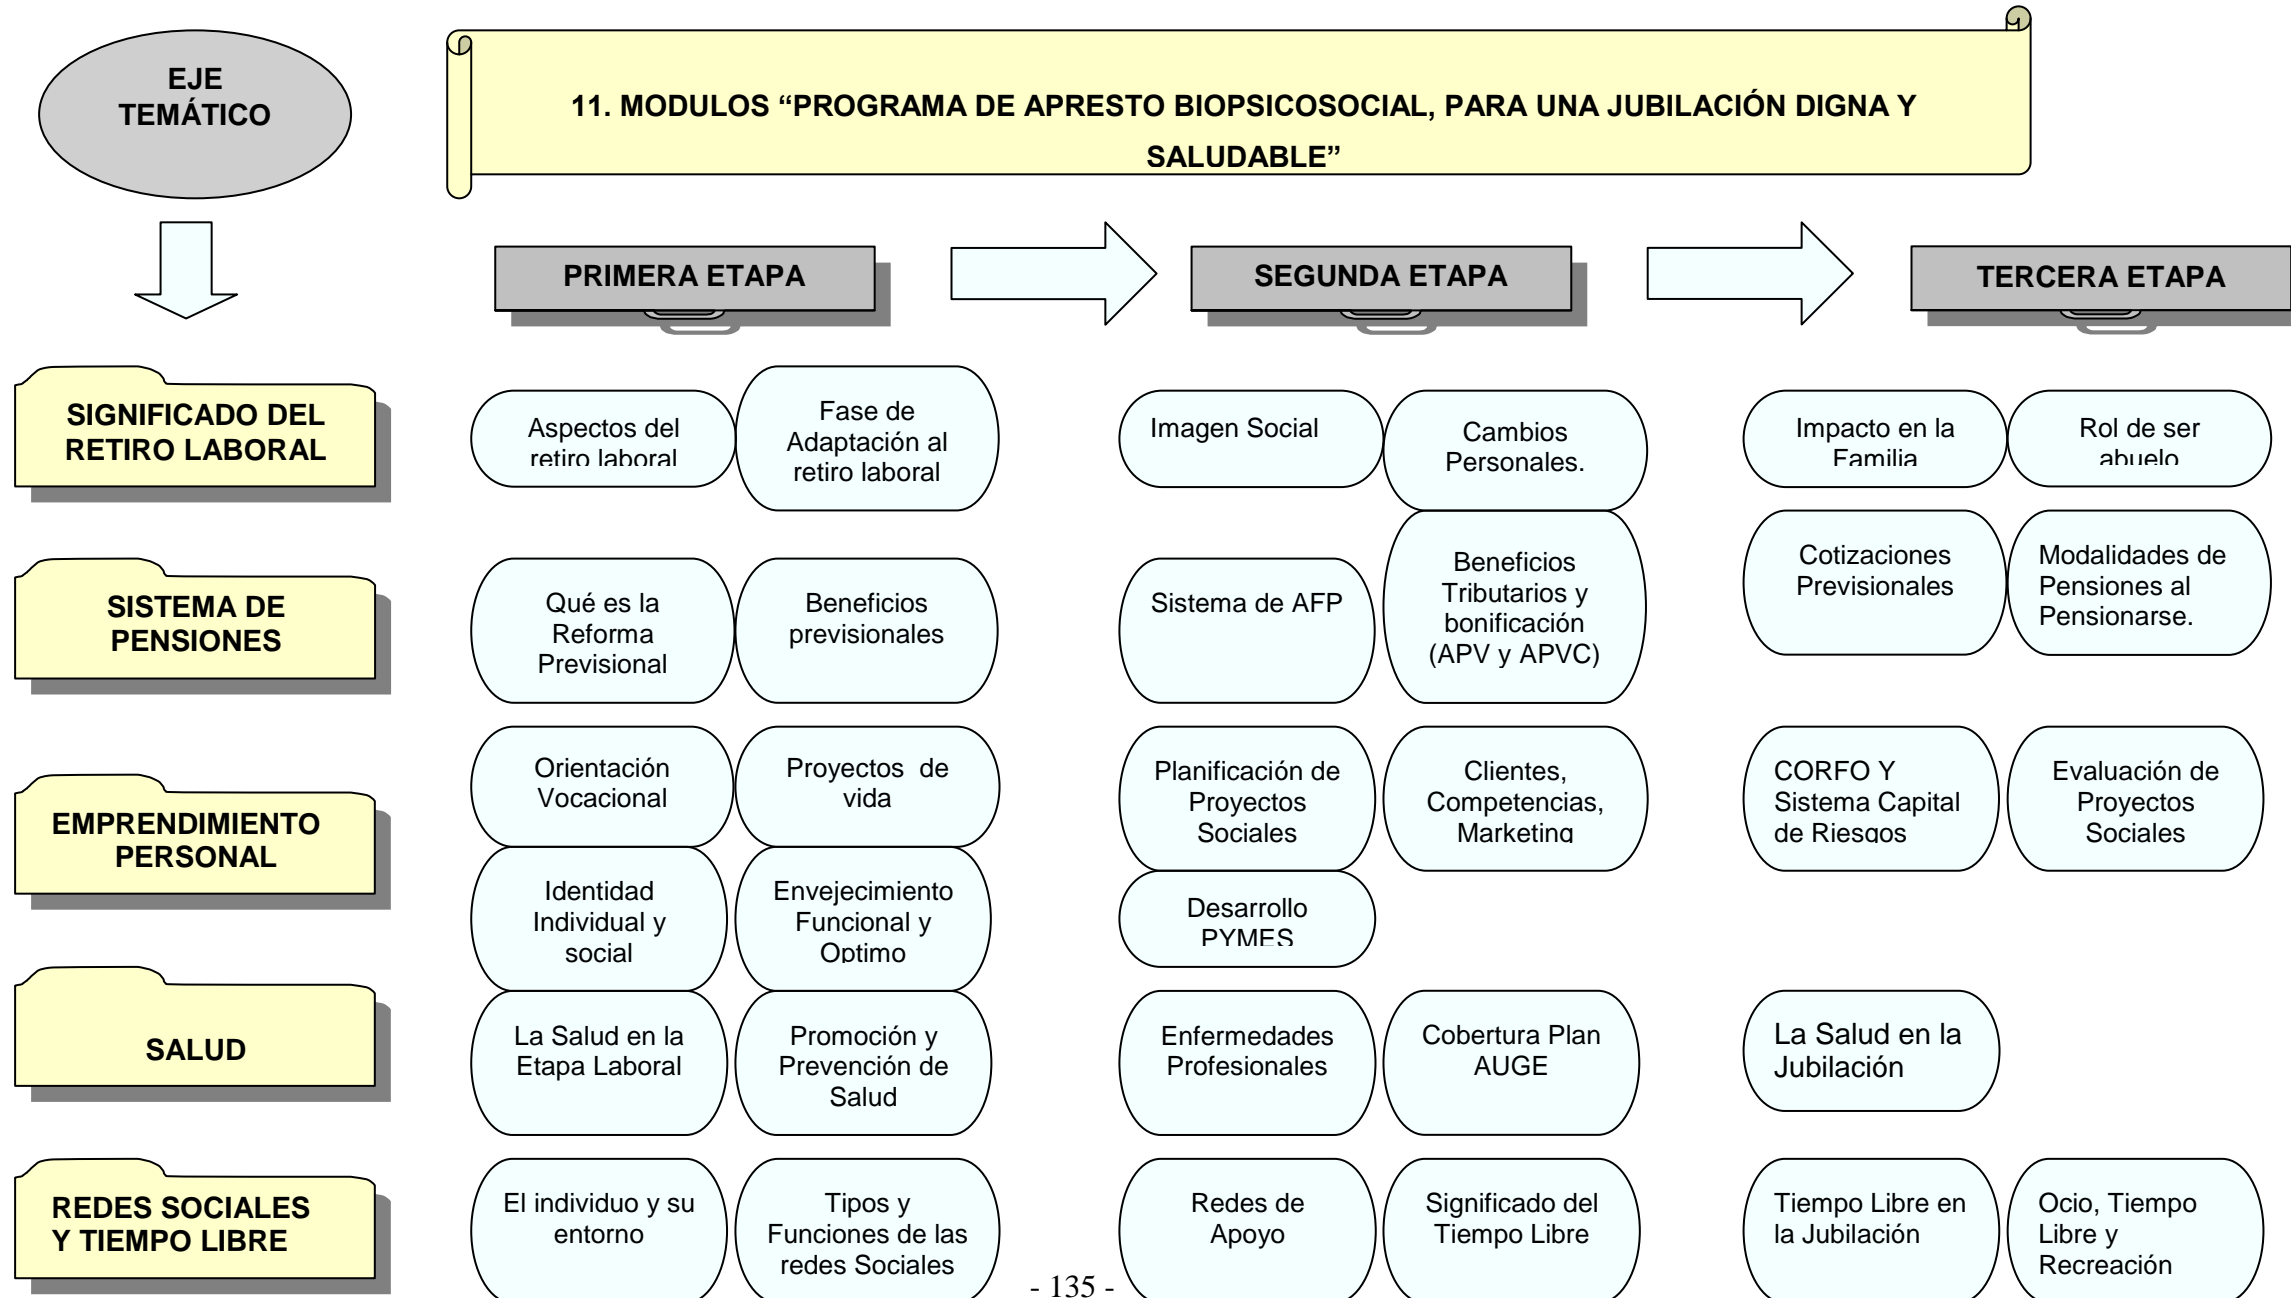 EJE
TEMÁTICO
11. MODULOS “PROGRAMA DE APRESTO BIOPSICOSOCIAL, PARA UNA JUBILACIÓN DIGNA Y
SALUDABLE”
PRIMERA ETAPA
SEGUNDA ETAPA
TERCERA ETAPA
SIGNIFICADO DEL
RETIRO LABORAL
Aspectos del
retiro laboral
Fase de
Adaptación al
retiro laboral
Imagen Social
Cambios
Personales.
Impacto en la
Familia
Rol de ser
abuelo
SISTEMA DE
PENSIONES
Qué es la
Reforma
Previsional
Beneficios
previsionales
Sistema de AFP
Beneficios
Tributarios y
bonificación
(APV y APVC)
Cotizaciones
Previsionales
Modalidades de
Pensiones al
Pensionarse.
EMPRENDIMIENTO
PERSONAL
Orientación
Vocacional
Proyectos de
vida
Planificación de
Proyectos
Sociales
Clientes,
Competencias,
Marketing
CORFO Y
Sistema Capital
de Riesgos
Evaluación de
Proyectos
Sociales
Identidad
Individual y
social
Envejecimiento
Funcional y
Optimo
Desarrollo
PYMES
SALUD
La Salud en la
Etapa Laboral
Promoción y
Prevención de
Salud
Enfermedades
Profesionales
Cobertura Plan
AUGE
La Salud en la
Jubilación
REDES SOCIALES
Y TIEMPO LIBRE
El individuo y su
entorno
Tipos y
Funciones de las
redes Sociales
Redes de
Apoyo
Significado del
Tiempo Libre
Tiempo Libre en
la Jubilación
Ocio, Tiempo
Libre y
Recreación
- 135 -